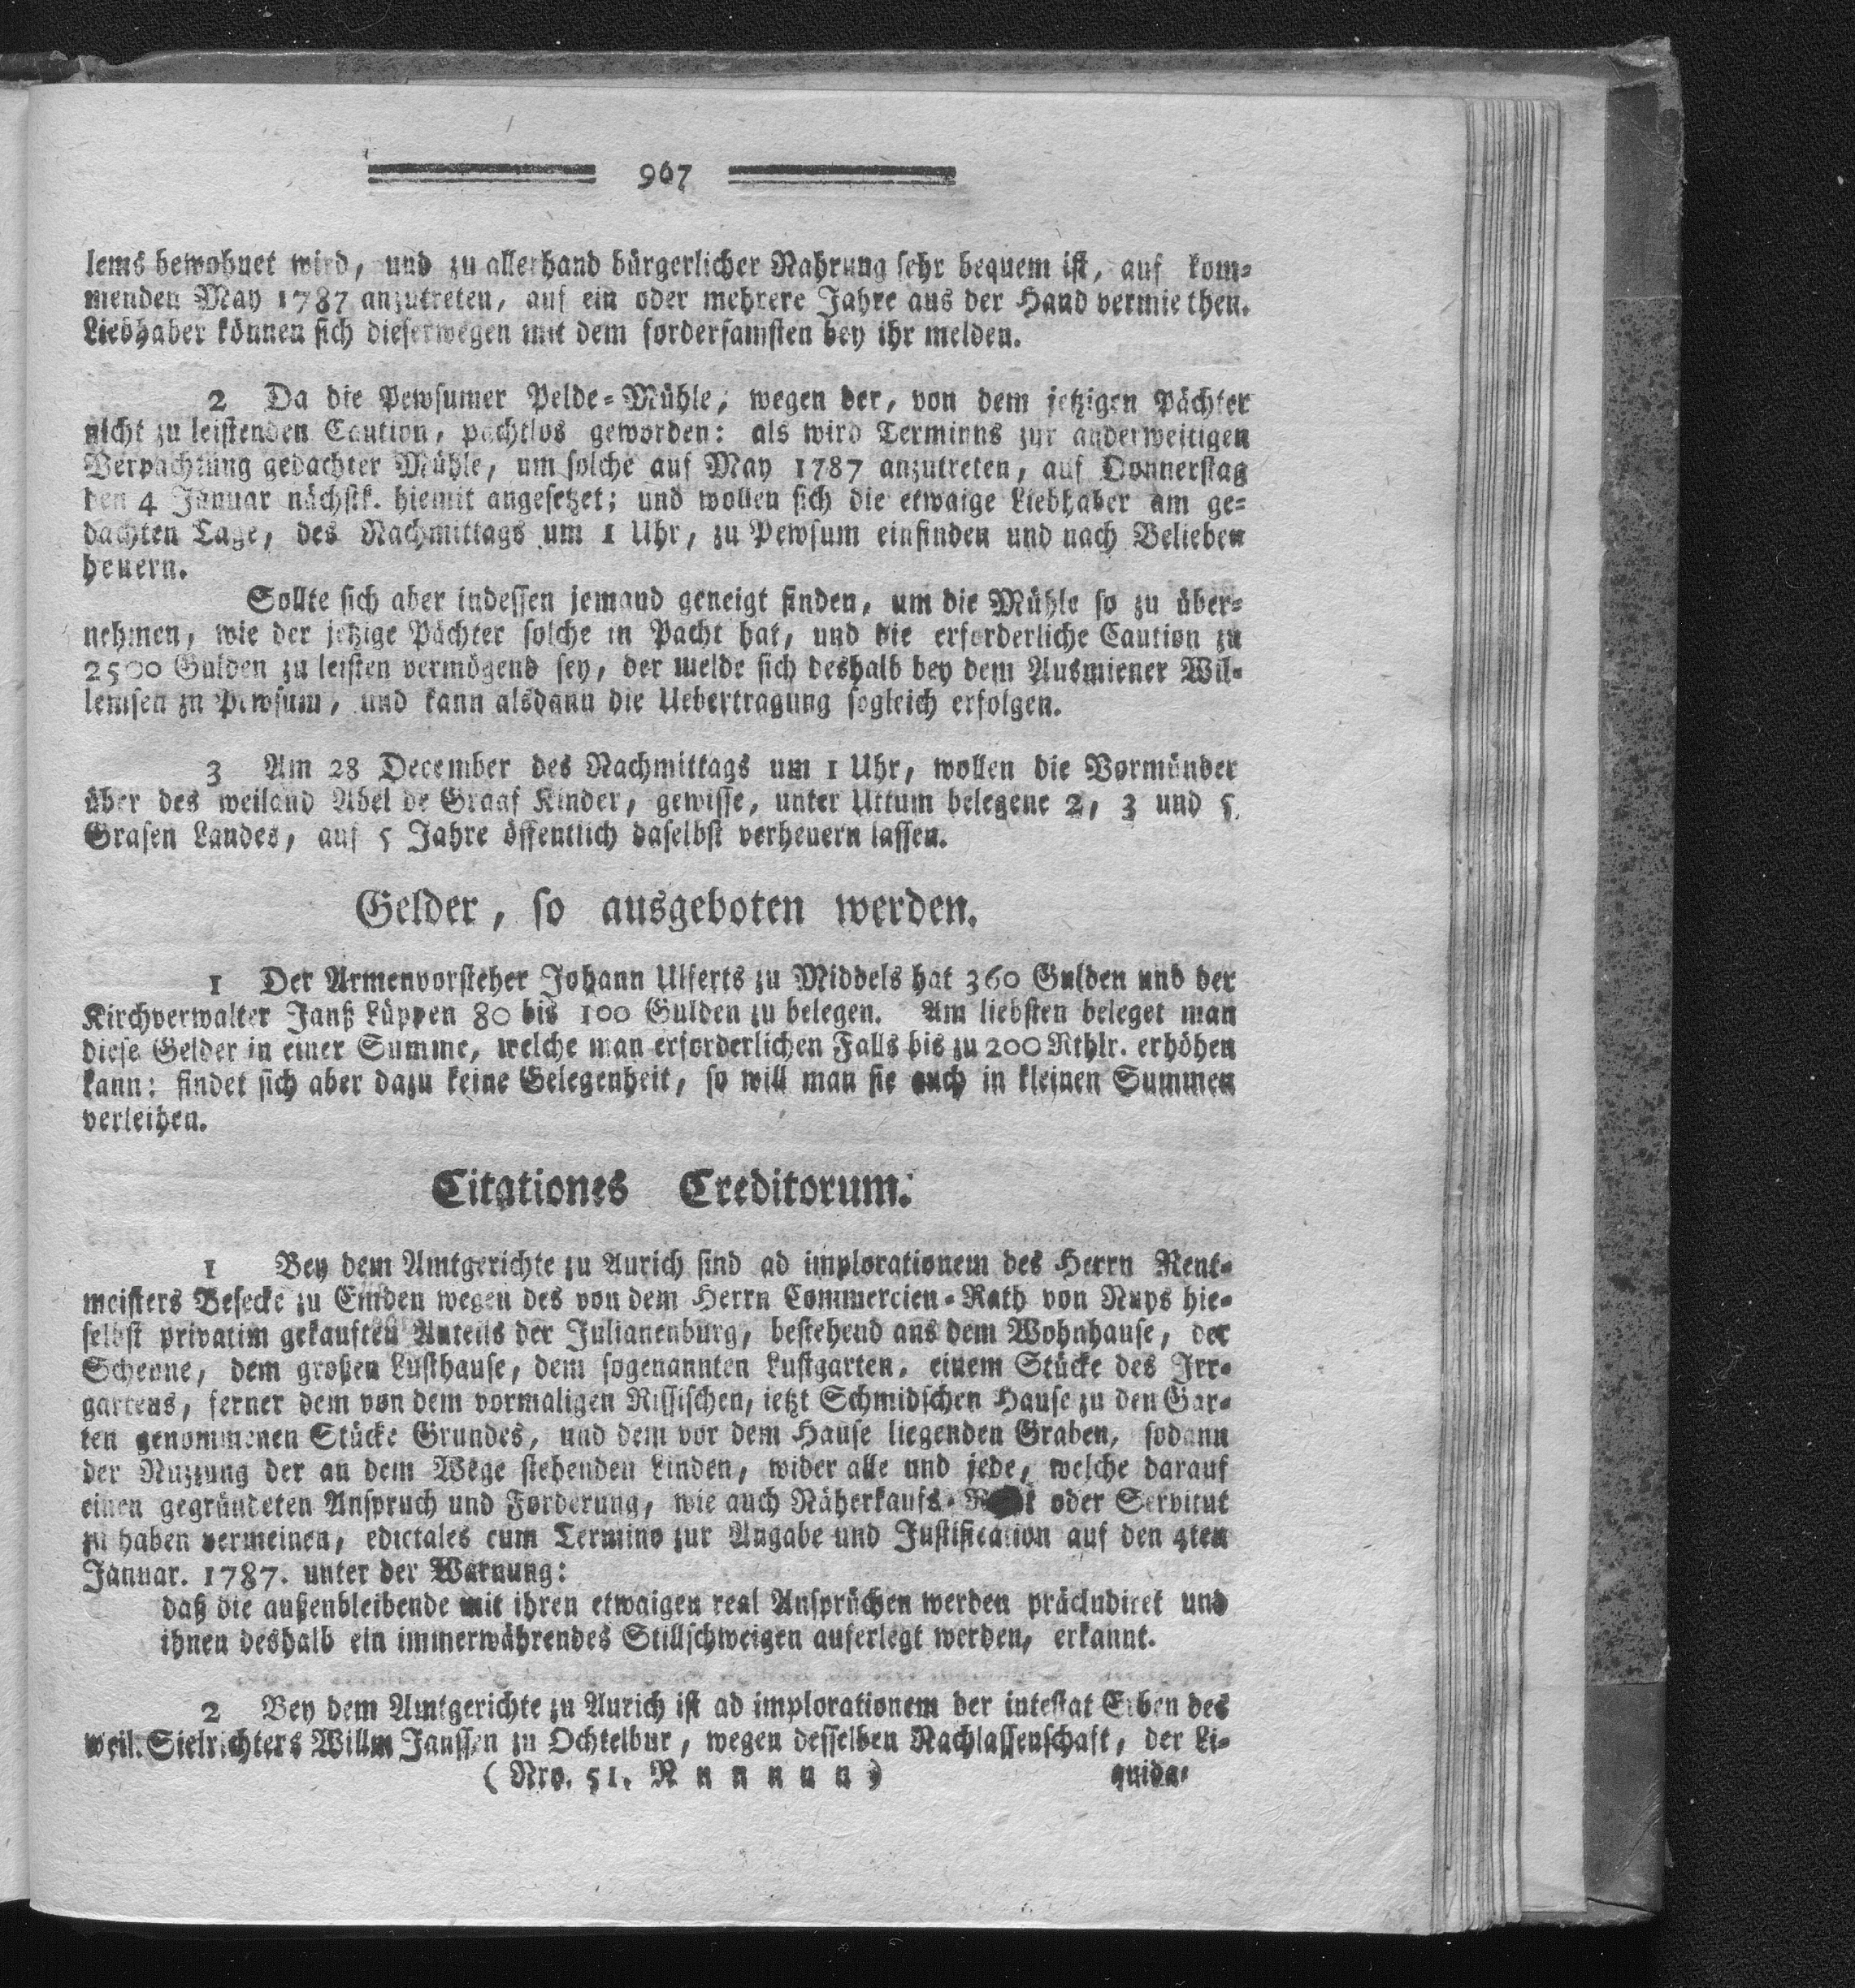 967
lems bewohnet wird, und zu allerhand bürgerlicher Nahrung sehr bequem ist, auf kom-
menden May 1787 anzutreten, auf ein oder mehrere Jahre aus der Hand vermiethen.
Liebhaber können sich dieserwegen mit dem fordersamsten bey ihr melden.
2 Da die Pewsumer Pelde-Mühle, wegen der, von dem jetzigen Pächter
nicht zu leistenden Caution, pachtlos geworden: als wird Terminns zur anderweitigen
Verpachtung gedachter Mühle, um solche auf May 1787 anzutreten, auf Donnerstag
den 4 Januar nächstk. hiemit angesetzet; und wollen sich die etwaige Liebhaber am ge-
dachten Tage, des Nachmittags um 1 Uhr, zu Pewsum einfinden und nach Belieben
heuern.
Sollte sich aber indessen jemand geneigt finden, um die Mühle so zu über-
nehmen, wie der jetzige Pächter solche in Pacht hat, und die erforderliche Caution zu
2500 Gulden zu leisten vermögend sey, der melde sich deshalb bey dem Ausmiener Wil-
lemsen zu Pewsum, und kann alsdann die Uebertragung sogleich erfolgen.
3 Am 28 December des Nachmittags um 1 Uhr, wollen die Vormünder
über des weiland Abel de Graaf Kinder, gewisse, unter Uttum belegene 2, 3 und 5
Grasen Landes, auf 5 Jahre öffentlich daselbst verheuern lassen.
Gelder, so ausgeboten werden.
1 Der Armenvorsteher Johann Ulferts zu Middels hat 360 Gulden und der
Kirchverwalter Janß Lüppen 80 bis 100 Gulden zu belegen. Am liebsten beleget man
diese Gelder in einer Summe, welche man erforderlichen Falls bis zu 200 Rthlr. erhöhen
kann: findet sich aber dazu keine Gelegenheit, so will man sie auch in kleinen Summen
verleihen.
Citationes Creditorum.
1 Bey dem Amtgerichte zu Aurich sind ad implorationem des Herrn Rent-
meisters Besecke zu Emden wegen des von dem Herrn Commercien-Rath von Nuys hie-
selbst privatim gekauften Anteils der Julianenburg, bestehend aus dem Wohnhause, der
Scheune, dem großen Lusthause, dem sogenannten Lustgarten, einem Stücke des Irr-
gartens, ferner dem von dem vormaligen Rissischen, ietzt Schmidschen Hause zu den Gar-
ten genommenen Stücke Grundes, und dem vor dem Hause liegenden Graben, sodann
der Nuzzung der an dem Wege stehenden Linden, wider alle und jede, welche darauf
einen gegründeten Anspruch und Forderung, wie auch Näherkaufs- oder Servitut
zu haben vermeinen, edictales cum Termino zur Angabe und Justification auf den 4ten
Januar. 1787. unter der Warnung:
daß die außenbleibende mit ihren etwaigen real Ansprüchen werden präcludiret und
ihnen deshalb ein immerwährendes Stillschweigen auferlegt werden, erkannt.
2 Bey dem Amtgerichte zu Aurich ist ad implorationem der intestat Erben des
weil. Sielrichters Willm Janssen zu Ochtelbur, wegen desselben Nachlassenschaft, der Li-
(Nro. 51. Nnnnnn)
quida-